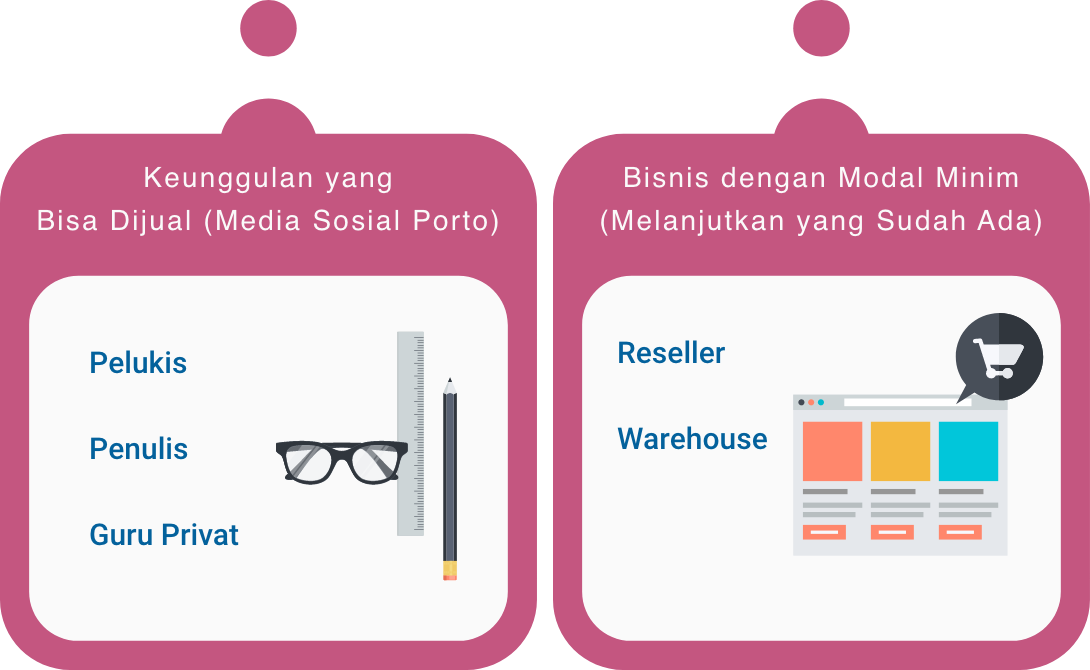 Keunggulan yang
Bisa Dijual (Media Sosial Porto)
Pelukis
Penulis
Guru Privat
Bisnis dengan Modal Minim
(Melanjutkan yang Sudah Ada)
Reseller
Warehouse